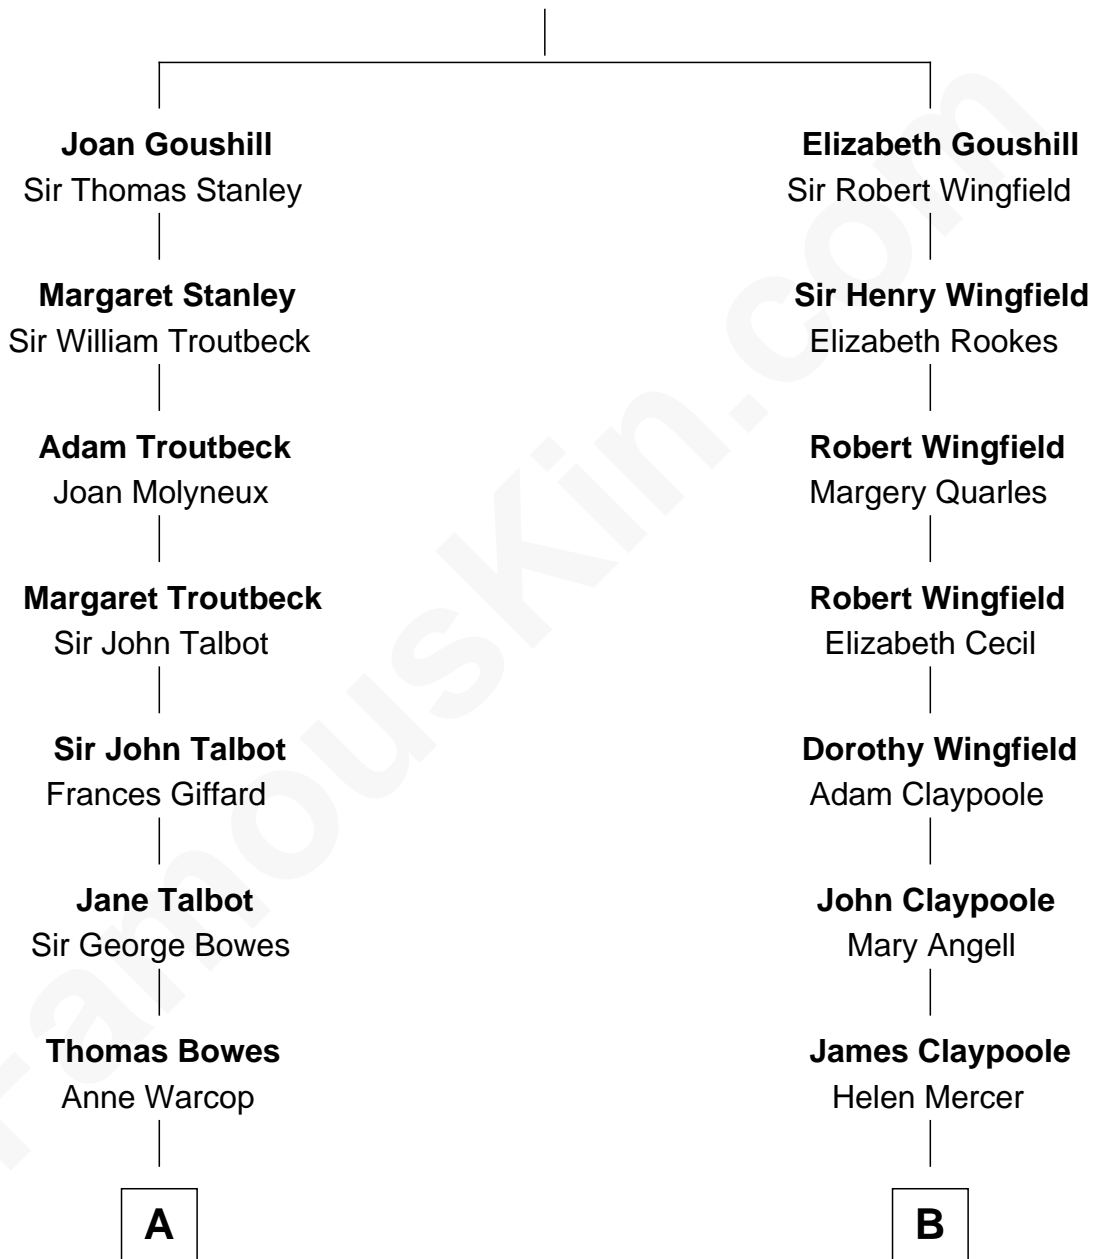 Joan Goushill
Sir Thomas Stanley
Margaret Stanley
Sir William Troutbeck
Adam Troutbeck
Joan Molyneux
Margaret Troutbeck
Sir John Talbot
Sir John Talbot
Frances Giffard
Jane Talbot
Sir George Bowes
Thomas Bowes
Anne Warcop
A
Elizabeth Goushill
Sir Robert Wingfield
Sir Henry Wingfield
Elizabeth Rookes
Robert Wingfield
Margery Quarles
Robert Wingfield
Elizabeth Cecil
Dorothy Wingfield
Adam Claypoole
John Claypoole
Mary Angell
James Claypoole
Helen Mercer
B
FamousKin.com